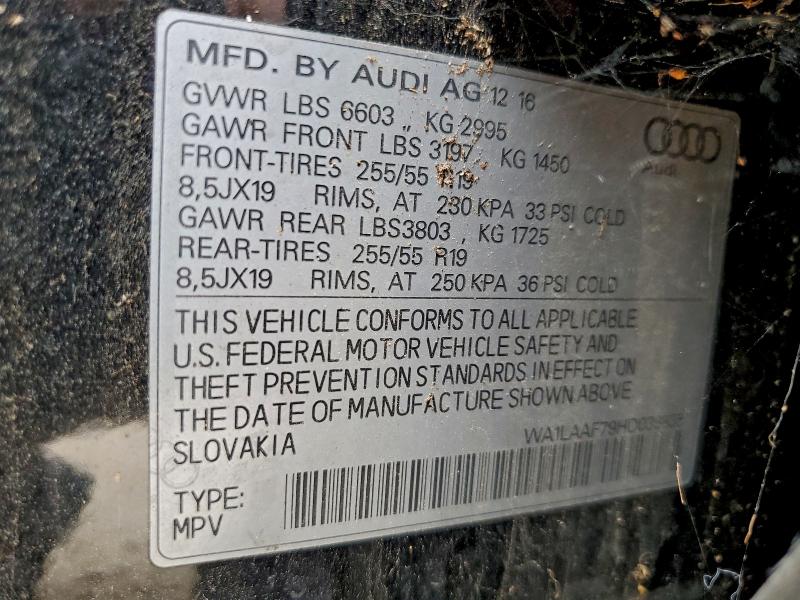 MFD. BY AUDI AG 12 16
GVWR LBS 6603, KG 2995
GAWR FRONT LBS 3197, KG 1450
FRONT-TIRES 255/55 R19
8,5JX19 RIMS, AT 230 KPA 33 PSI COLD
GAWR REAR LBS3803, KG 1725
REAR-TIRES 255/55 R19
8,5JX19 RIMS, AT 250 KPA 36 PSI COLD
Audi
THIS VEHICLE CONFORMS TO ALL APPLICABLE
U.S. FEDERAL MOTOR VEHICLE SAFETY AND
THEFT PREVENTION STANDARDS IN EFFECT ON
THE DATE OF MANUFACTURE SHOWN ABOVE
SLOVAKIA
TYPE:
MPV